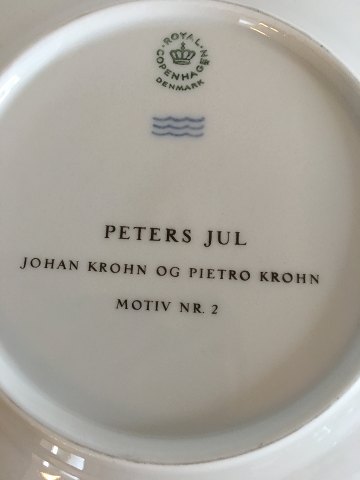 ROYAL
COPENHAGEN
DENMARK
PETERS JUL
JOHAN KROHN OG PIETRO KROHN
MOTIV NR. 2